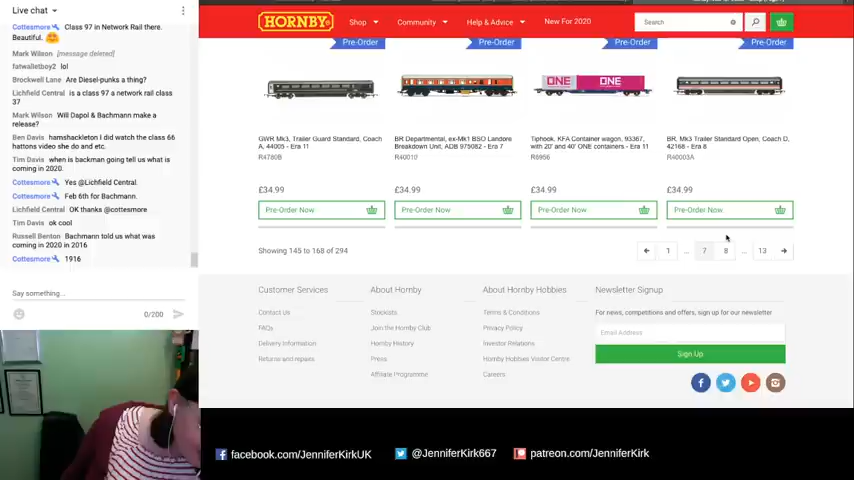 Live chat
Cottesmore Class 97 in Network Rail there.
Beautiful.
Mark Wilson [message deleted]
fatwalletboy2 lol
Brockwell Lane Are Diesel-punks a thing?
Lichfield Central is a class 97 a network rail class
37
Mark Wilson Will Dapol & Bachmann make a
release?
Ben Davis hamshackleton I did watch the class 66
hattons video she do and etc.
Tim Davis when is backman going tell us what is
coming in 2020.
Cottesmore Yes @Lichfield Central.
Cottesmore Feb 6th for Bachmann.
Lichfield Central OK thanks @cottesmore
Tim Davis ok cool
Russell Benton Bachmann told us what was
coming in 2020 in 2016
Cottesmore 1916
Say something...
0/200
HORNBY
Shop
Community
Help & Advice
New For 2020
Search
Pre-Order
Pre-Order
Pre-Order
Pre-Order
ONE
ONE
GWR Mk3, Trailer Guard Standard, Coach
A, 44005 - Era 11
R4780B
£34.99
Pre-Order Now
BR Departmental, ex-Mk1 BSO Landore
Breakdown Unit, ADB 975082 - Era 7
R40010
£34.99
Pre-Order Now
Tiphook, KFA Container wagon, 93367,
with 20' and 40' ONE containers - Era 11
R6956
£34.99
Pre-Order Now
BR, Mk3 Trailer Standard Open, Coach D,
42168 - Era 8
R40003A
£34.99
Pre-Order Now
Showing 145 to 168 of 294
1 ... 7 8 ... 13
Customer Services
Contact Us
FAQs
Delivery Information
Returns and repairs
About Hornby
Stockists
Join the Hornby Club
Hornby History
Press
Affiliate Programme
About Hornby Hobbies
Terms & Conditions
Privacy Policy
Investor Relations
Hornby Hobbies Visitor Centre
Careers
Newsletter Signup
For news, competitions and offers, sign up for our newsletter
Email Address
Sign Up
facebook.com/JenniferKirkUK
@JenniferKirk667
patreon.com/JenniferKirk